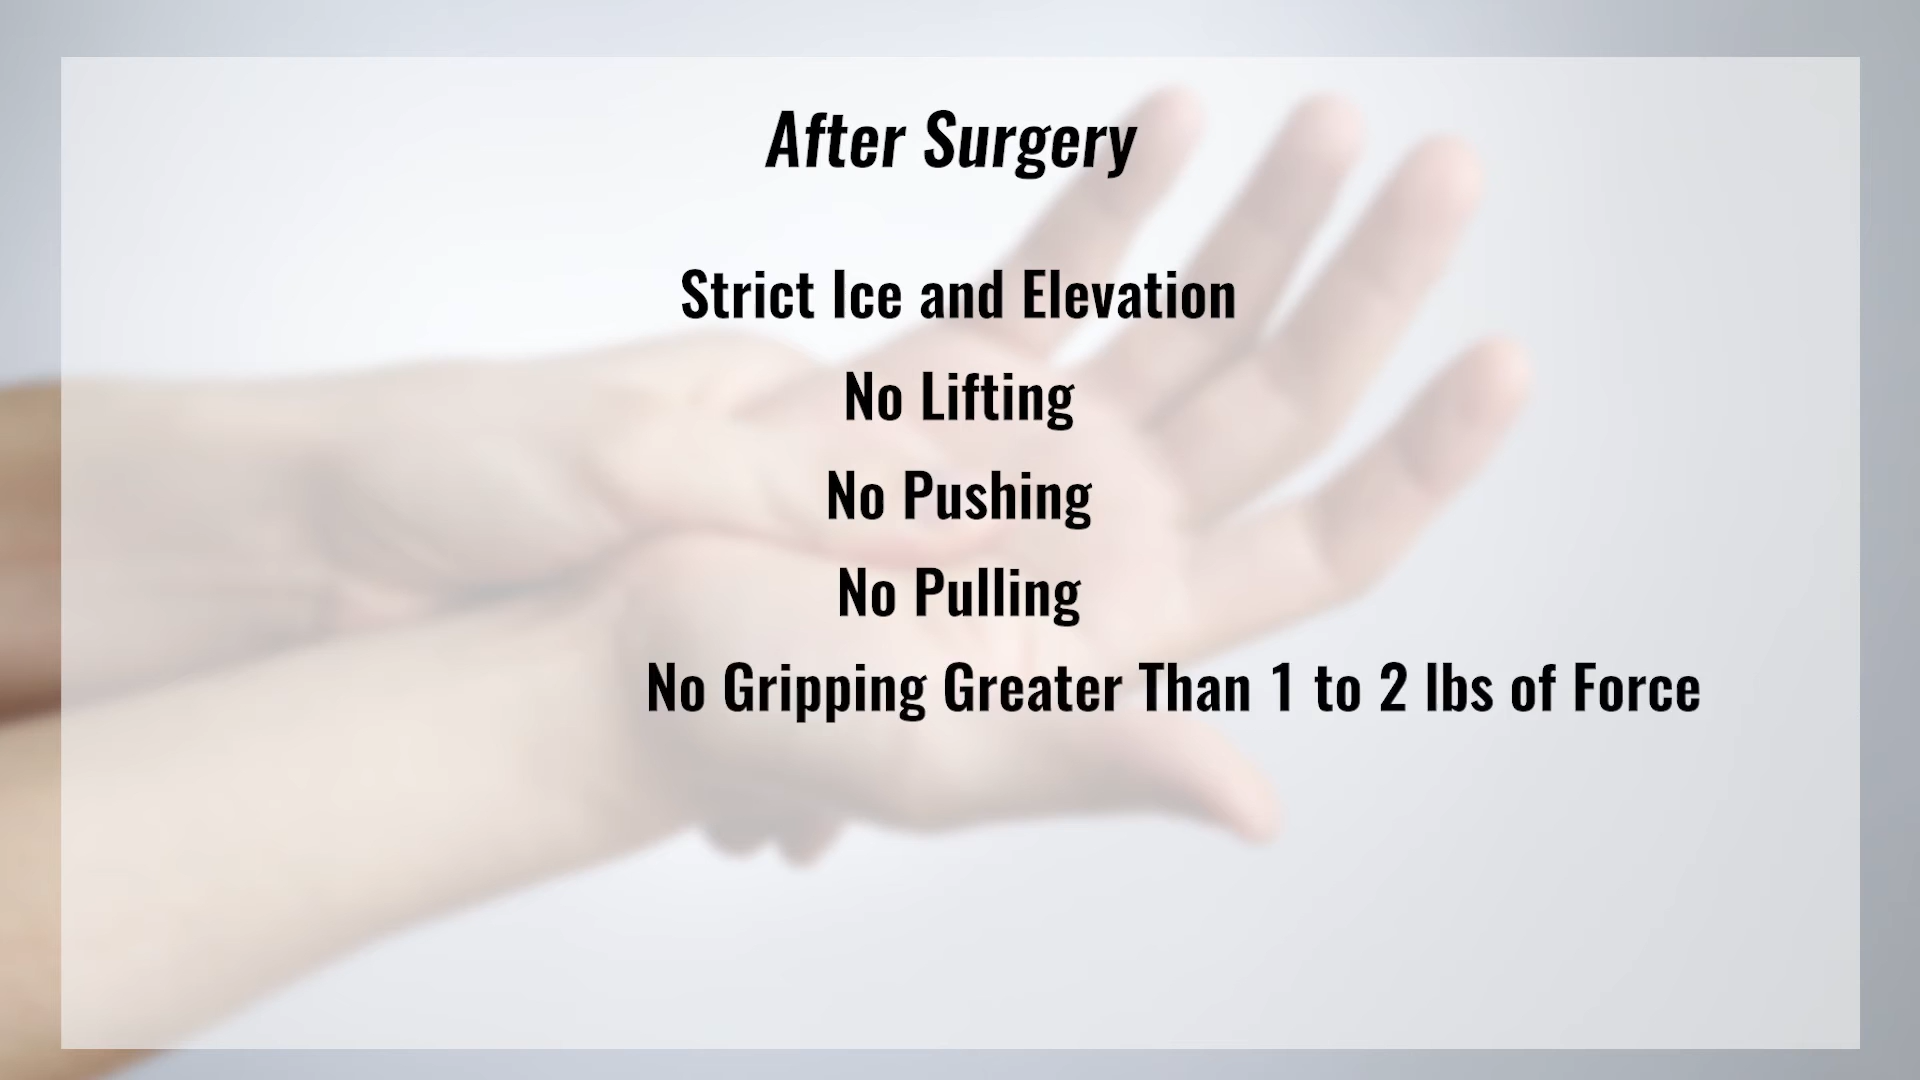 After Surgery
Strict Ice and Elevation
No Lifting
No Pushing
No Pulling
No Gripping Greater Than 1 to 2 lbs of Force